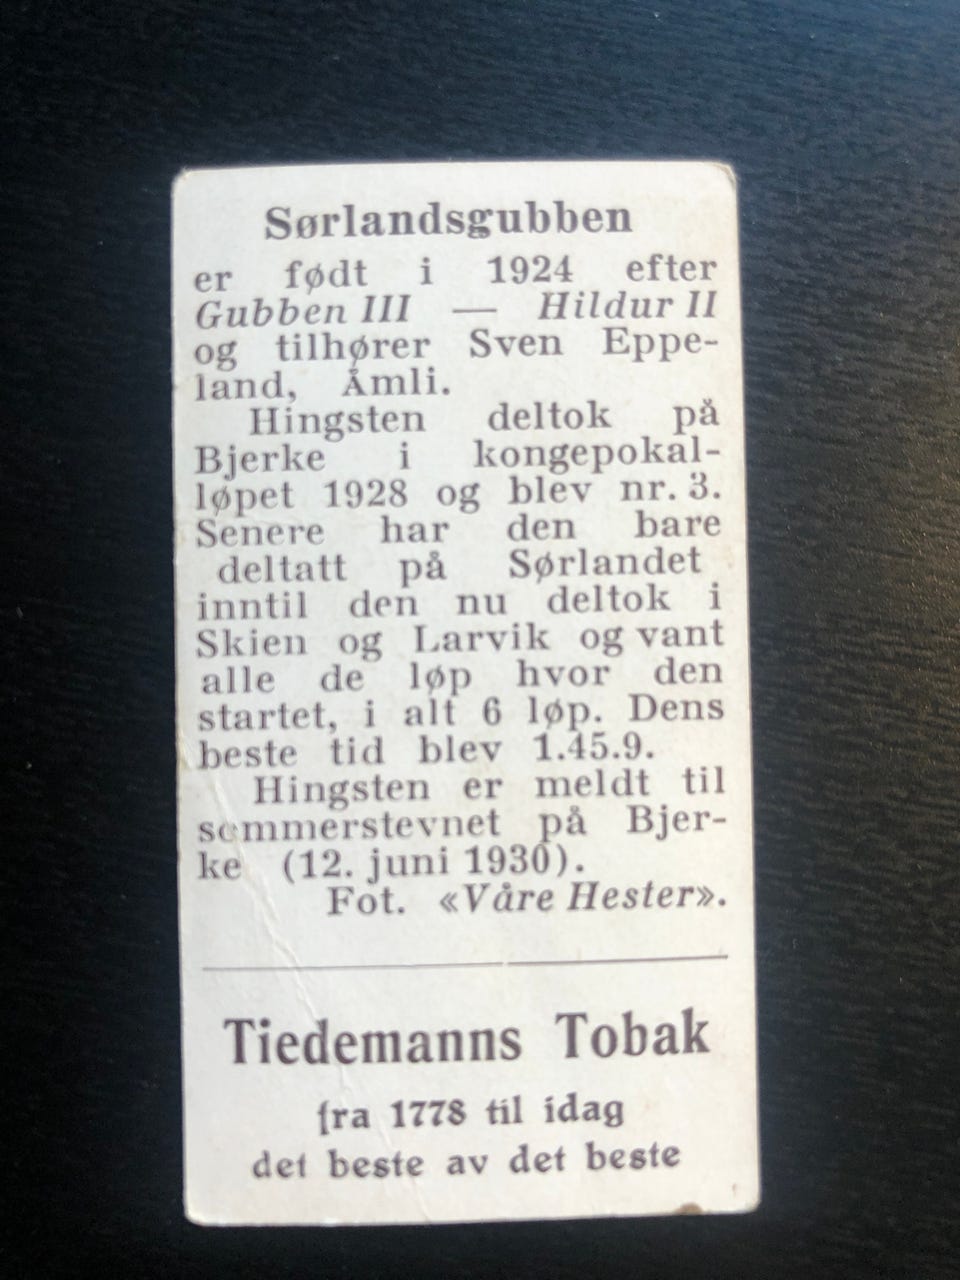 Sørlandsgubben
er født i 1924 efter
Gubben III — Hildur II
og tilhører Sven Eppe-
land, Åmli.
Hingsten deltok på
Bjerke i kongepokal-
løpet 1928 og blev nr. 3.
Senere har den bare
deltatt på Sørlandet
inntil den nu deltok i
Skien og Larvik og vant
alle de løp hvor den
startet, i alt 6 løp. Dens
beste tid blev 1.45.9.
Hingsten er meldt til
sommerstevnet på Bjer-
ke (12. juni 1930).
Fot. «Våre Hester».
Tiedemanns Tobak
fra 1778 til idag
det beste av det beste